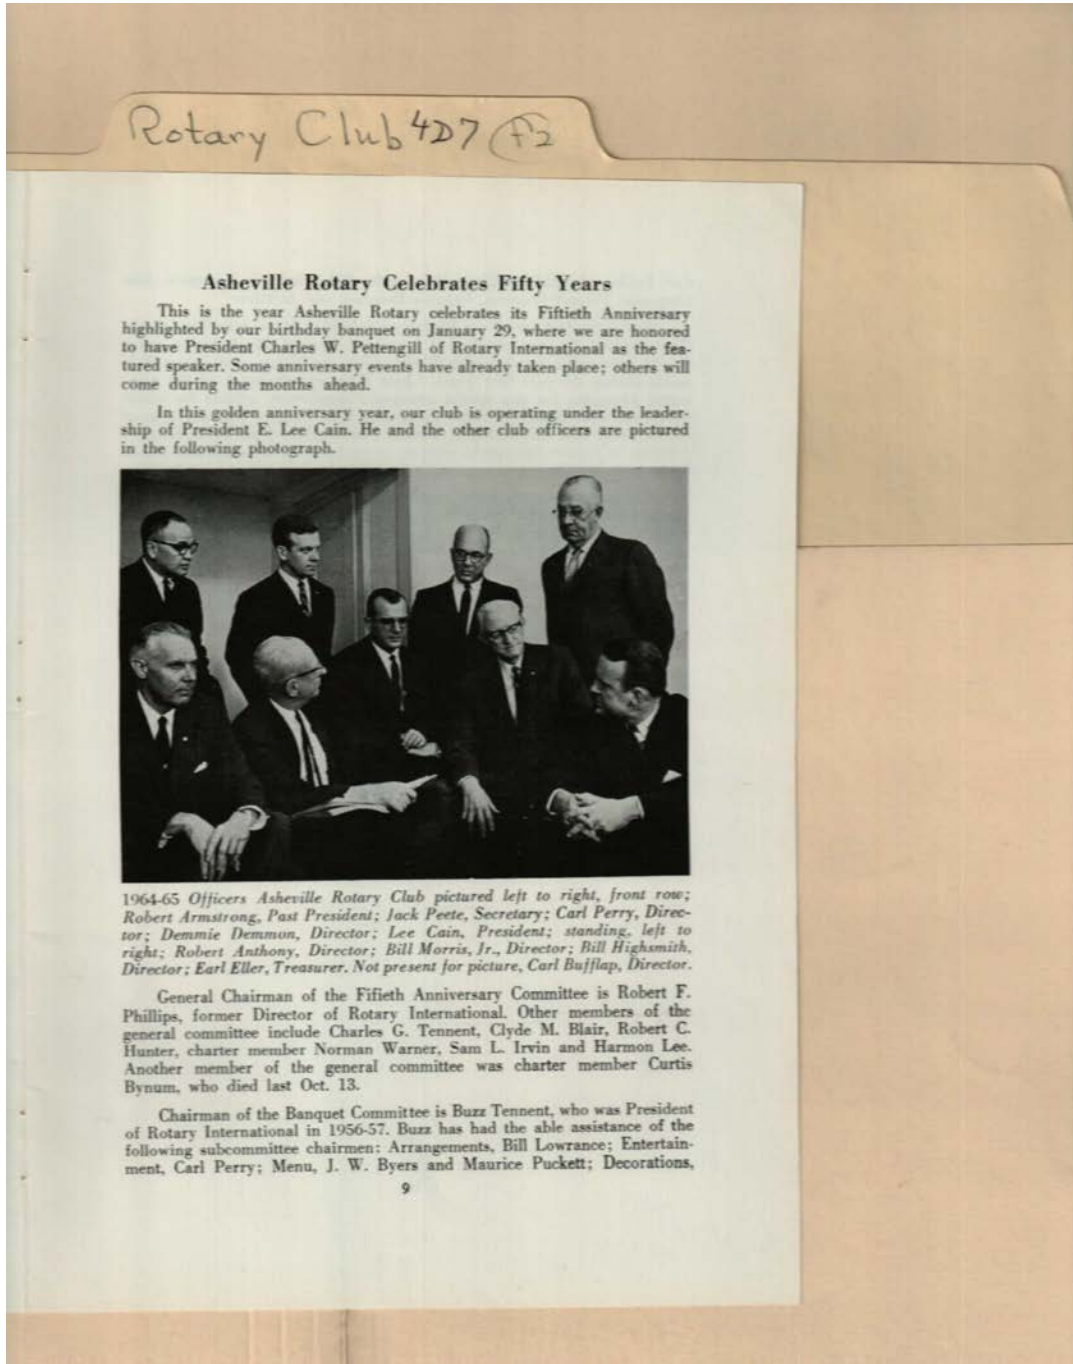 Rotary Club 4D7 F2
Asheville Rotary Celebrates Fifty Years
This is the year Asheville Rotary celebrates its Fiftieth Anniversary
highlighted by our birthday banquet on January 29, where we are honored
to have President Charles W. Pettengill of Rotary International as the fea-
tured speaker. Some anniversary events have already taken place; others will
come during the months ahead.
In this golden anniversary year, our club is operating under the leader-
ship of President E. Lee Cain. He and the other club officers are pictured
in the following photograph.
1964-65 Officers Asheville Rotary Club pictured left to right, front row;
Robert Armstrong, Past President; Jack Peete, Secretary; Carl Perry, Direc-
tor; Demmie Demmon, Director; Lee Cain, President; standing, left to
right; Robert Anthony, Director; Bill Morris, Jr., Director; Bill Highsmith,
Director; Earl Eller, Treasurer. Not present for picture, Carl Bufflap, Director.
General Chairman of the Fifieth Anniversary Committee is Robert F.
Phillips, former Director of Rotary International. Other members of the
general committee include Charles G. Tennent, Clyde M. Blair, Robert C.
Hunter, charter member Norman Warner, Sam L. Irvin and Harmon Lee.
Another member of the general committee was charter member Curtis
Bynum, who died last Oct. 13.
Chairman of the Banquet Committee is Buzz Tennent, who was President
of Rotary International in 1956-57. Buzz has had the able assistance of the
following subcommittee chairmen: Arrangements, Bill Lowrance; Entertain-
ment, Carl Perry; Menu, J. W. Byers and Maurice Puckett; Decorations,
9